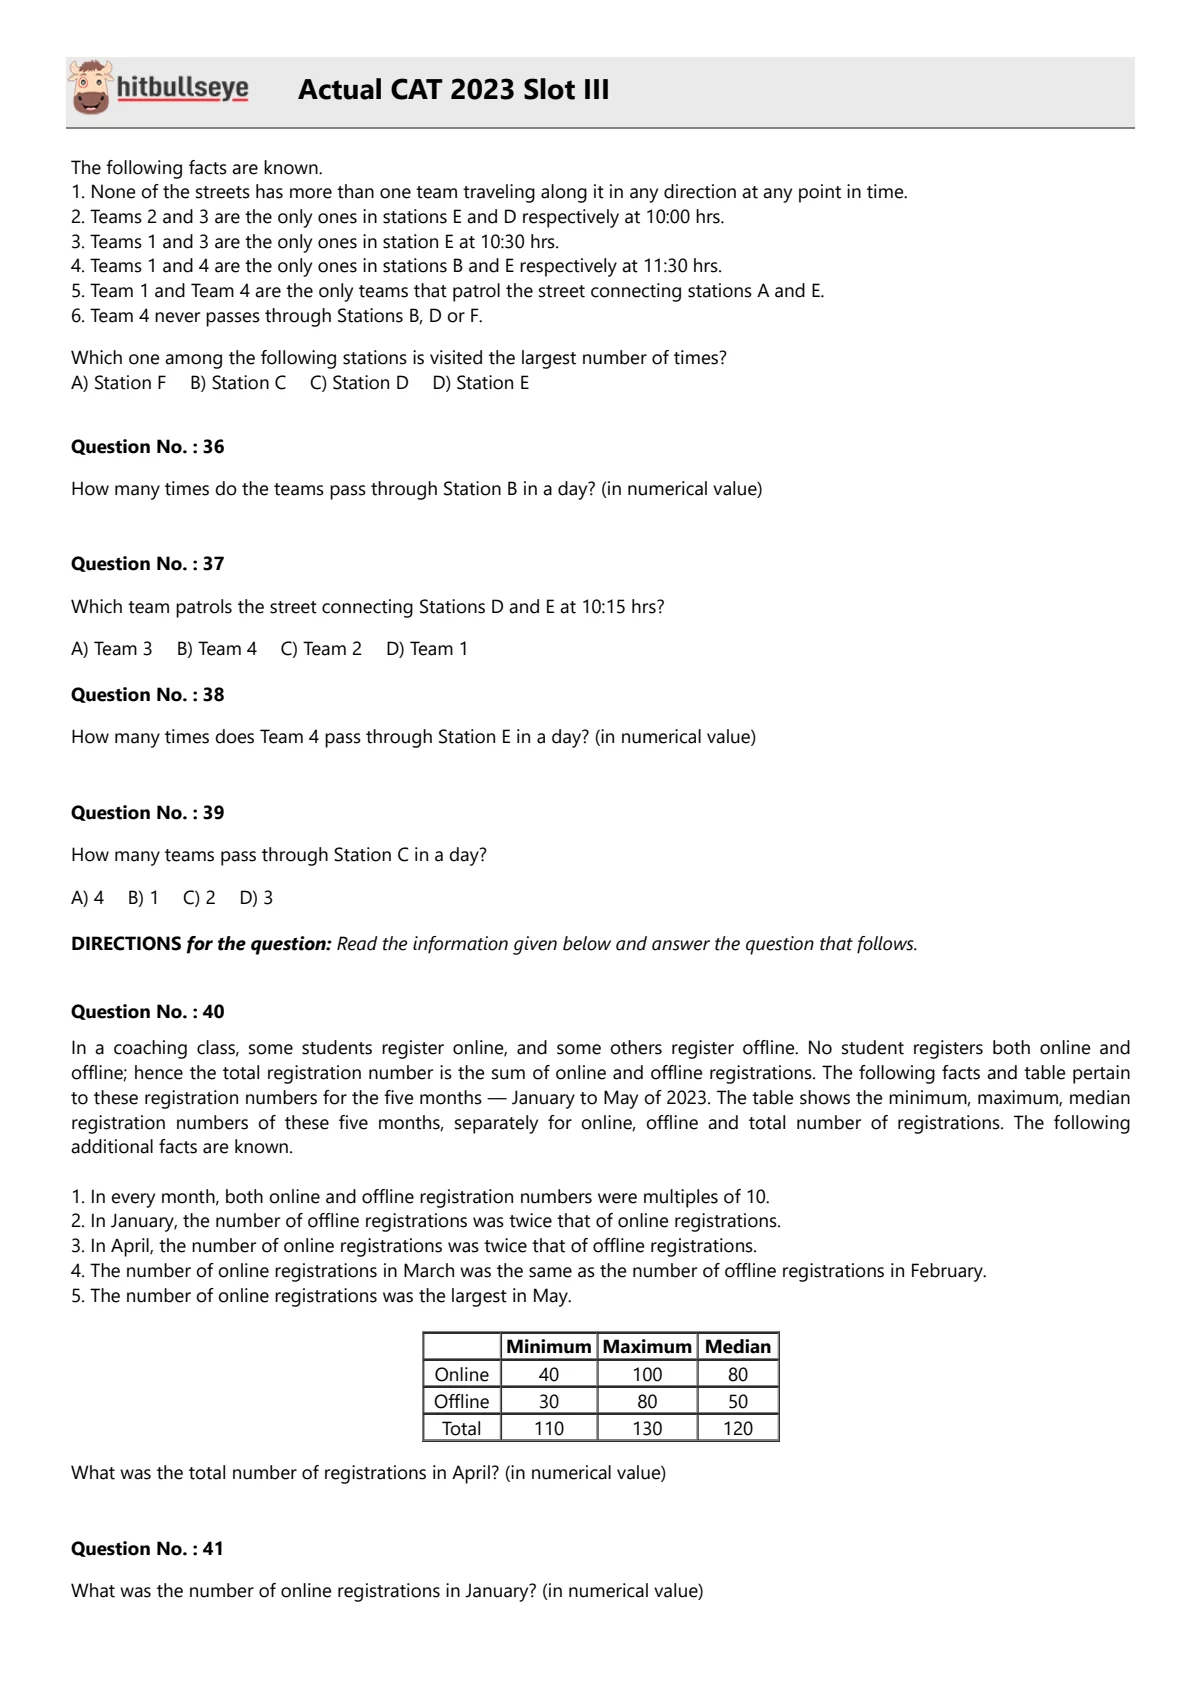 hitbullseye Actual CAT 2023 Slot III
The following facts are known.
1. None of the streets has more than one team traveling along it in any direction at any point in time.
2. Teams 2 and 3 are the only ones in stations E and D respectively at 10:00 hrs.
3. Teams 1 and 3 are the only ones in station E at 10:30 hrs.
4. Teams 1 and 4 are the only ones in stations B and E respectively at 11:30 hrs.
5. Team 1 and Team 4 are the only teams that patrol the street connecting stations A and E.
6. Team 4 never passes through Stations B, D or F.
Which one among the following stations is visited the largest number of times?
A) Station F B) Station C C) Station D D) Station E
Question No. : 36
How many times do the teams pass through Station B in a day? (in numerical value)
Question No. : 37
Which team patrols the street connecting Stations D and E at 10:15 hrs?
A) Team 3 B) Team 4 C) Team 2 D) Team 1
Question No. : 38
How many times does Team 4 pass through Station E in a day? (in numerical value)
Question No. : 39
How many teams pass through Station C in a day?
A) 4 B) 1 C) 2 D) 3
DIRECTIONS for the question: Read the information given below and answer the question that follows.
Question No. : 40
In a coaching class, some students register online, and some others register offline. No student registers both online and
offline; hence the total registration number is the sum of online and offline registrations. The following facts and table pertain
to these registration numbers for the five months — January to May of 2023. The table shows the minimum, maximum, median
registration numbers of these five months, separately for online, offline and total number of registrations. The following
additional facts are known.
1. In every month, both online and offline registration numbers were multiples of 10.
2. In January, the number of offline registrations was twice that of online registrations.
3. In April, the number of online registrations was twice that of offline registrations.
4. The number of online registrations in March was the same as the number of offline registrations in February.
5. The number of online registrations was the largest in May.
Minimum Maximum Median
Online 40 100 80
Offline 30 80 50
Total 110 130 120
What was the total number of registrations in April? (in numerical value)
Question No. : 41
What was the number of online registrations in January? (in numerical value)